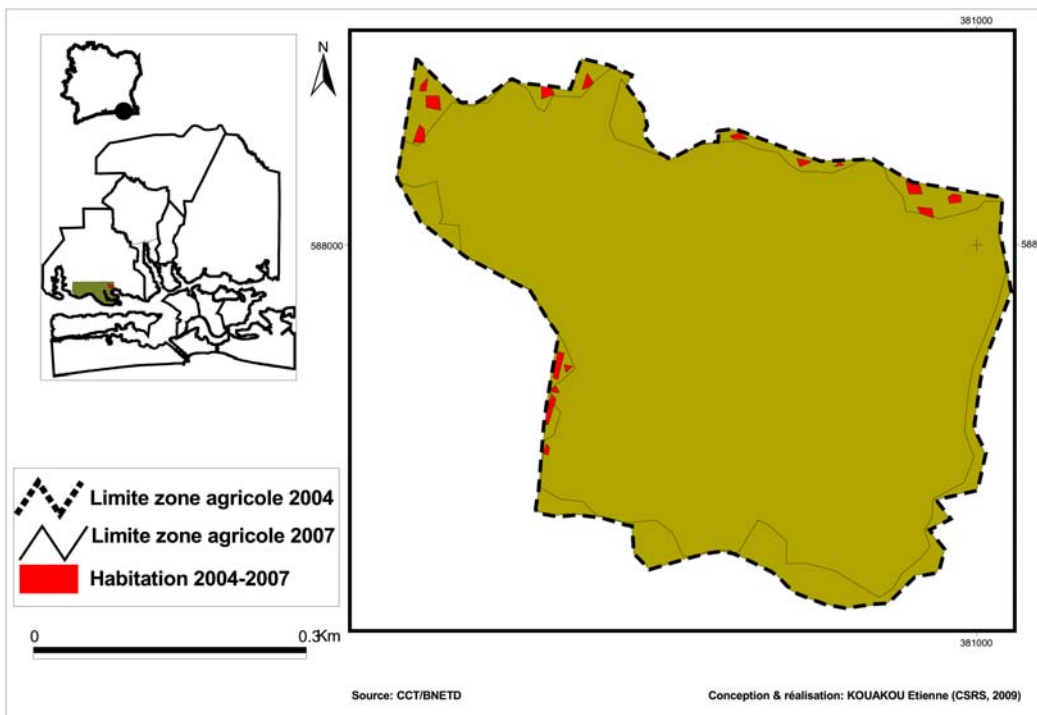 381000
N
588000
588
Limite zone agricole 2004
Limite zone agricole 2007
Habitation 2004-2007
0 0.3Km
381000
Source: CCT/BNETD Conception & réalisation: KOUAKOU Etienne (CSRS, 2009)